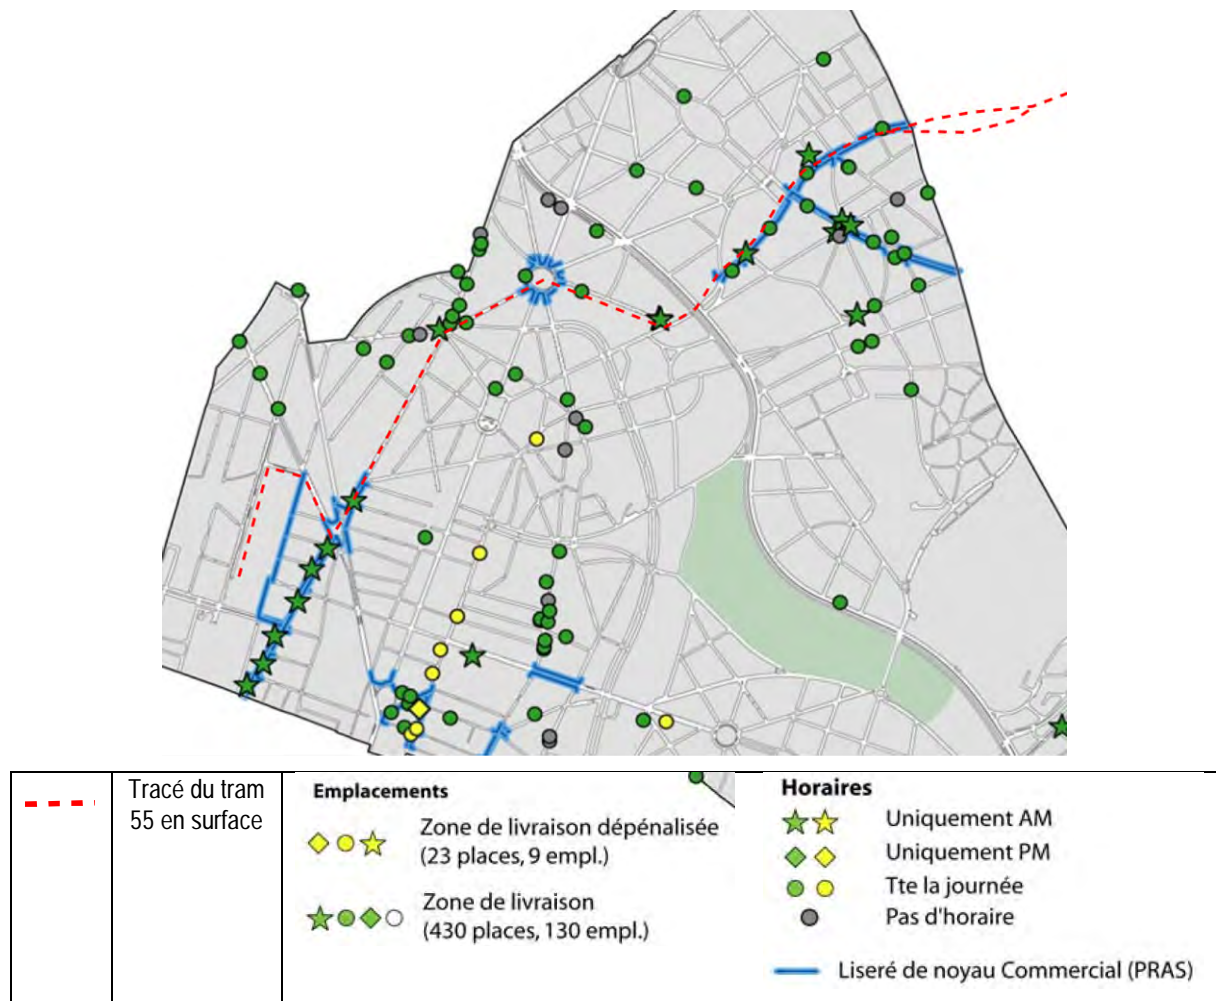 Tracé du tram
55 en surface
Emplacements
Zone de livraison dépénalisée
(23 places, 9 empl.)
Zone de livraison
(430 places, 130 empl.)
Horaires
Uniquement AM
Uniquement PM
Tte la journée
Pas d'horaire
Liseré de noyau Commercial (PRAS)